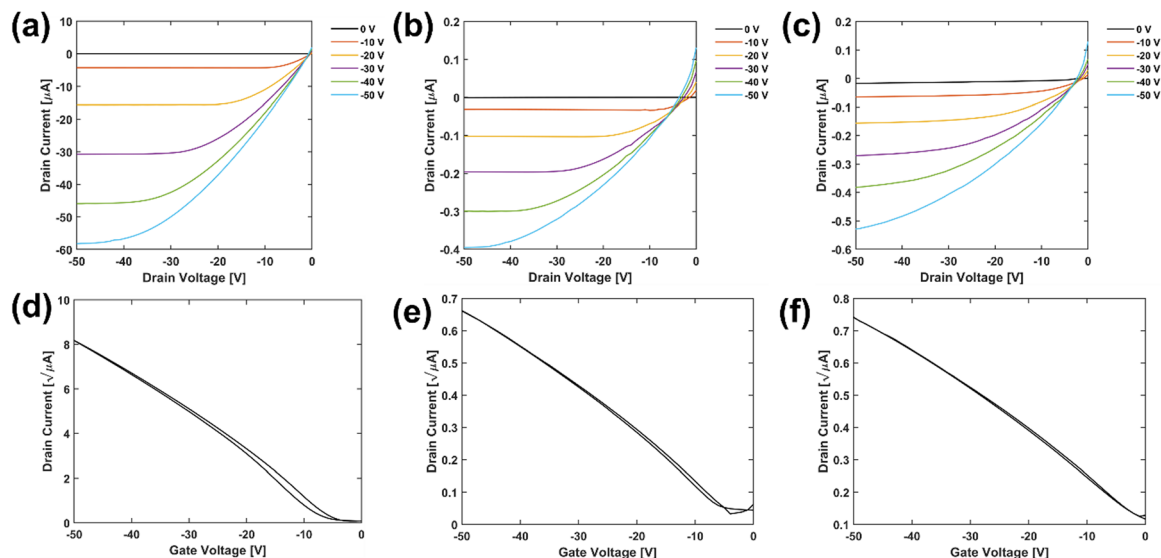 (a)
10
0
-10
-20
-30
-40
-50
-60
Drain Current [μA]
-50
-40
-30
-20
-10
0
Drain Voltage [V]
0 V
-10 V
-20 V
-30 V
-40 V
-50 V
(b)
0.2
0.1
0
-0.1
-0.2
-0.3
-0.4
Drain Current [μA]
-50
-40
-30
-20
-10
0
Drain Voltage [V]
0 V
-10 V
-20 V
-30 V
-40 V
-50 V
(c)
0.2
0.1
0
-0.1
-0.2
-0.3
-0.4
-0.5
-0.6
Drain Current [μA]
-50
-40
-30
-20
-10
0
Drain Voltage [V]
0 V
-10 V
-20 V
-30 V
-40 V
-50 V
(d)
10
8
6
4
2
0
Drain Current [√μA]
-50
-40
-30
-20
-10
0
Gate Voltage [V]
(e)
0.7
0.6
0.5
0.4
0.3
0.2
0.1
0
Drain Current [√μA]
-50
-40
-30
-20
-10
0
Gate Voltage [V]
(f)
0.8
0.7
0.6
0.5
0.4
0.3
0.2
0.1
Drain Current [√μA]
-50
-40
-30
-20
-10
0
Gate Voltage [V]